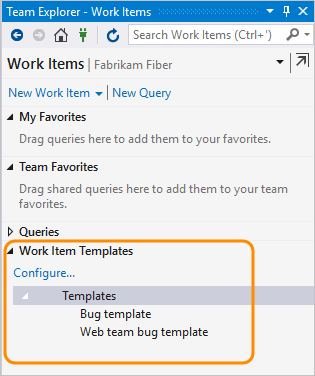 Team Explorer - Work Items
Search Work Items (Ctrl+')
Work Items | Fabrikam Fiber
New Work Item | New Query
My Favorites
Drag queries here to add them to your favorites.
Team Favorites
Drag shared queries here to add them to your team
favorites.
Queries
Work Item Templates
Configure...
Templates
Bug template
Web team bug template